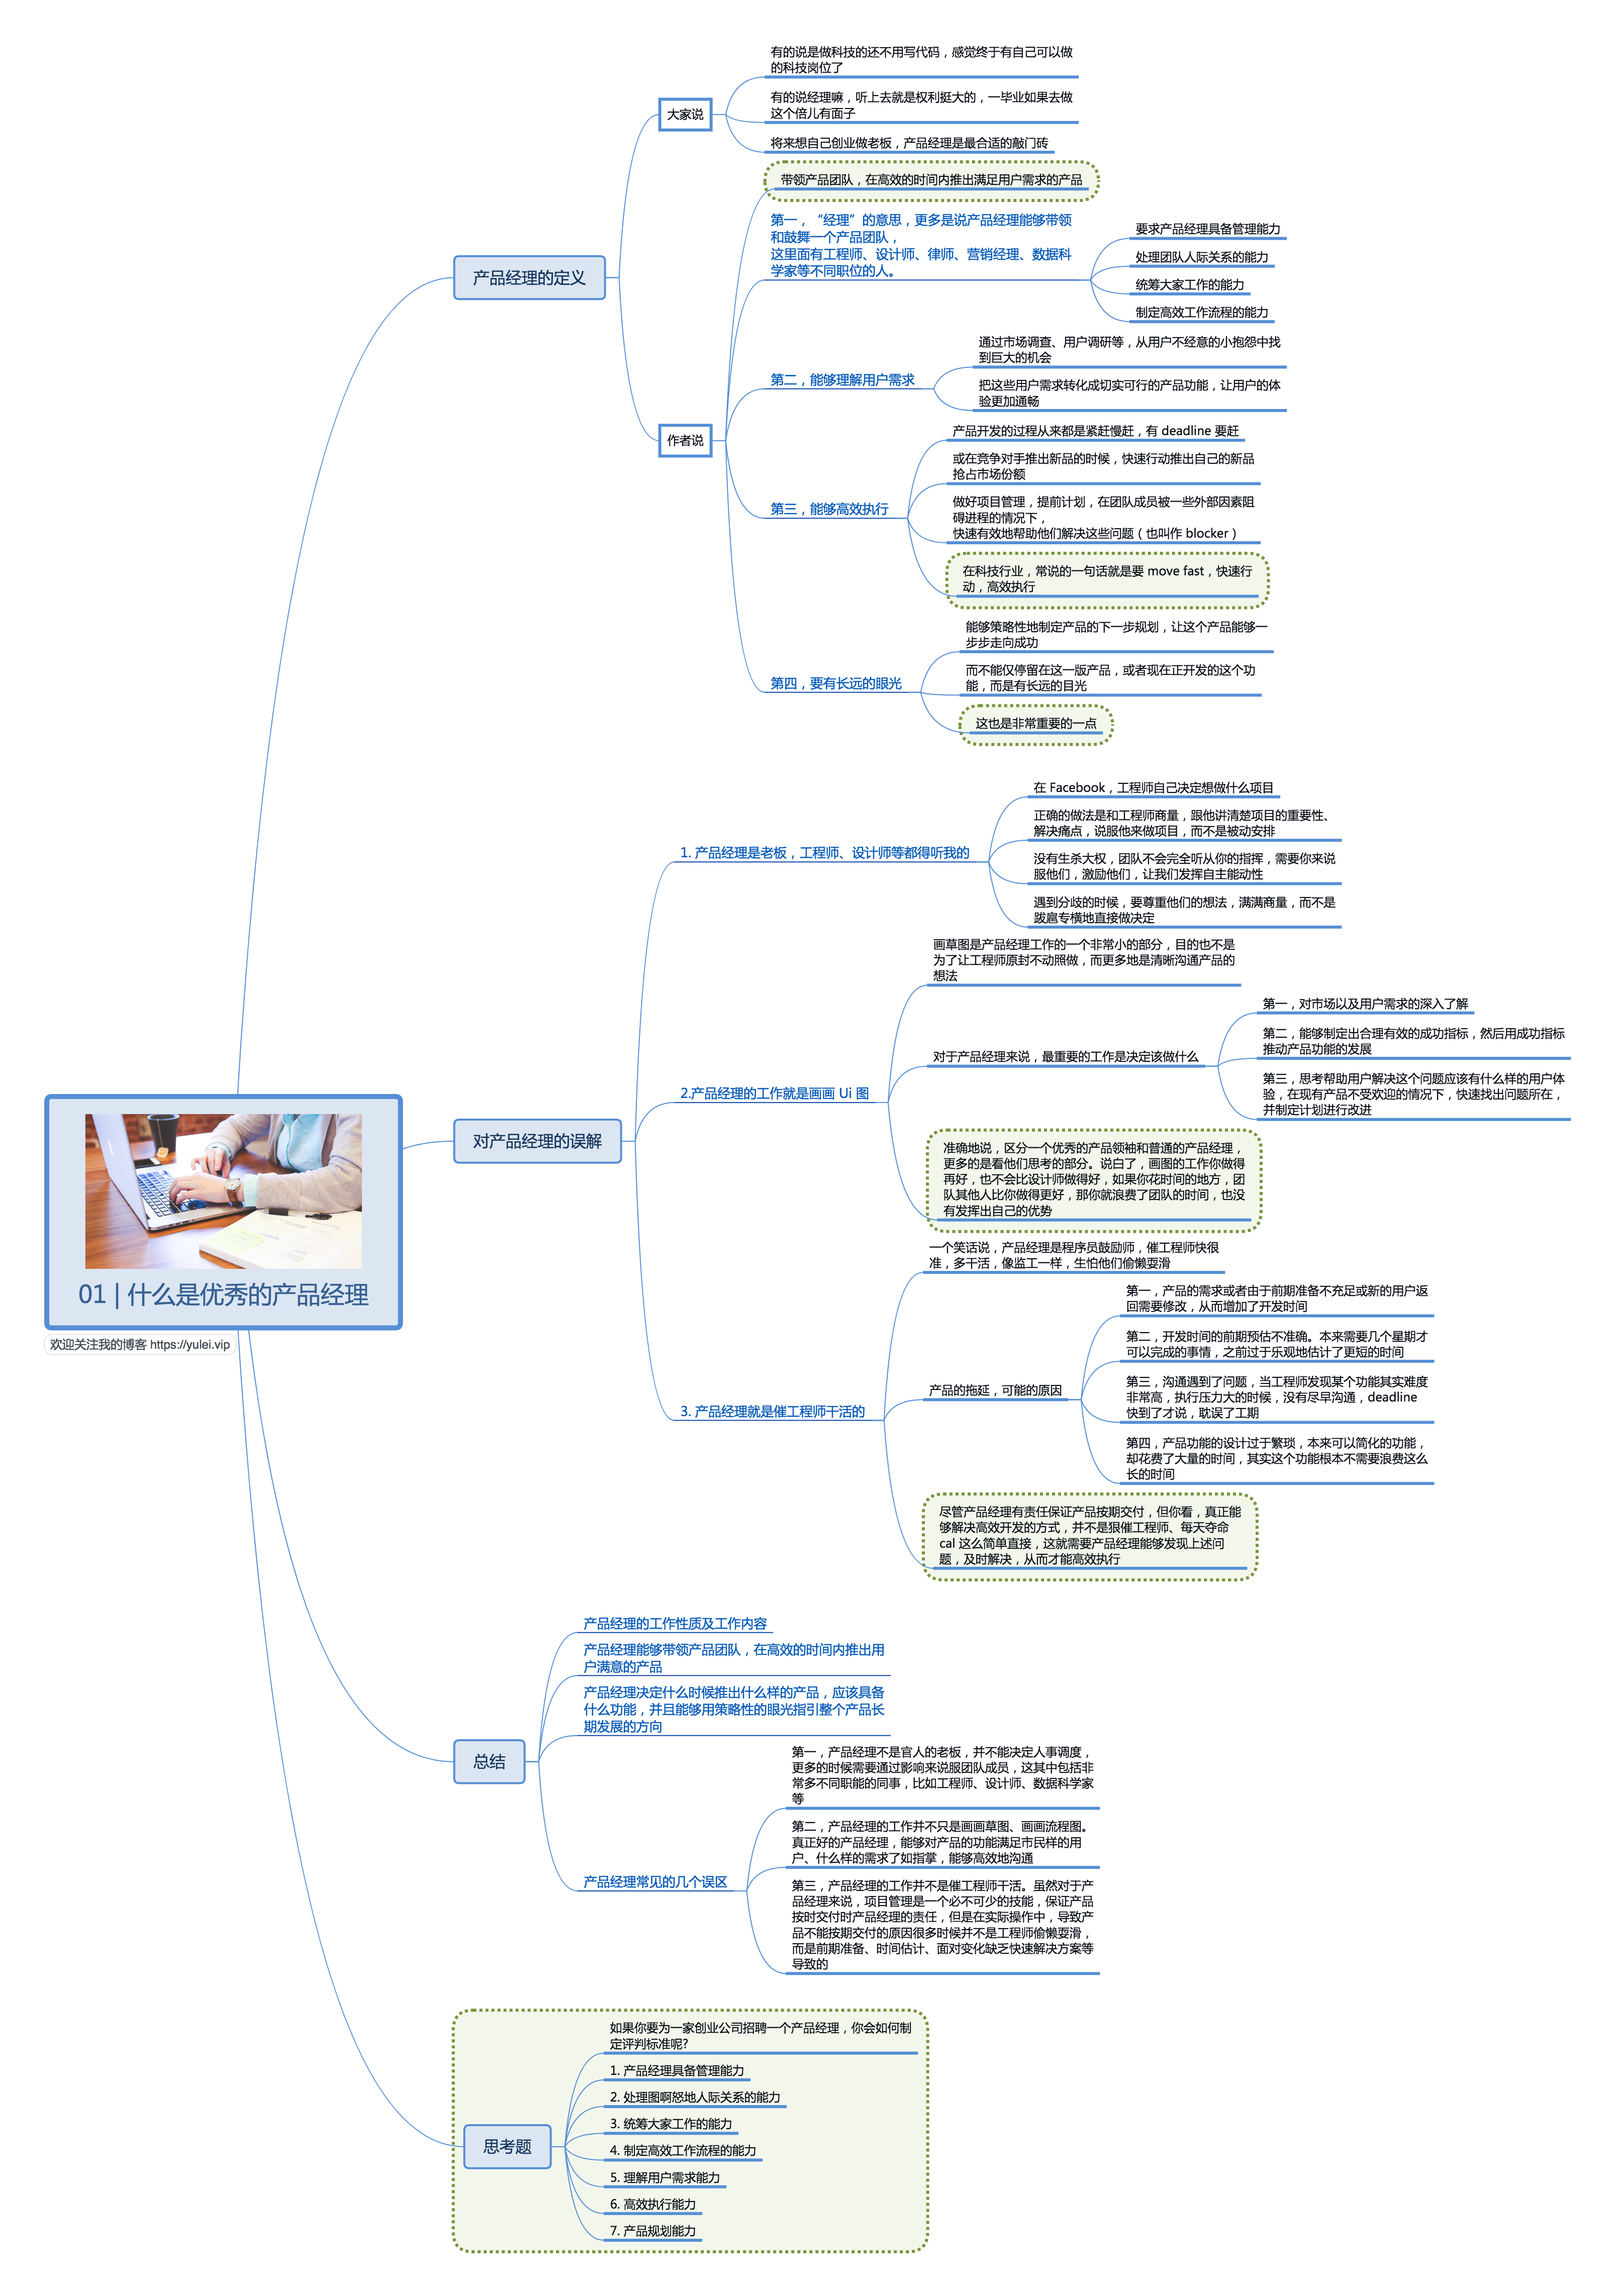 有的说是做科技的还不用写代码，感觉终于有自己可以做
的科技岗位了
大家说
有的说经理嘛，听上去就是权利挺大的，一毕业如果去做
这个倍儿有面子
将来想自己创业做老板，产品经理是最合适的敲门砖
带领产品团队，在高效的时间内推出满足用户需求的产品
产品经理的定义
第一，“经理”的意思，更多是说产品经理能够带领
和鼓舞一个产品团队，
这里面有工程师、设计师、律师、营销经理、数据科
学家等不同职位的人。
要求产品经理具备管理能力
处理团队人际关系的能力
统筹大家工作的能力
制定高效工作流程的能力
第二，能够理解用户需求
通过市场调查、用户调研等，从用户不经意的小抱怨中找
到巨大的机会
把这些用户需求转化成切实可行的产品功能，让用户的体
验更加通畅
作者说
第三，能够高效执行
产品开发的过程从来都是紧赶慢赶，有 deadline 要赶
或在竞争对手推出新品的时候，快速行动推出自己的新品
抢占市场份额
做好项目管理，提前计划，在团队成员被一些外部因素阻
碍进程的情况下，
快速有效地帮助他们解决这些问题（也叫作 blocker）
在科技行业，常说的一句话就是要 move fast，快速行
动，高效执行
第四，要有长远的眼光
能够策略性地制定产品的下一步规划，让这个产品能够一
步步走向成功
而不能仅停留在这一版产品，或者现在正开发的这个功
能，而是有长远的目光
这也是非常重要的一点
对产品经理的误解
1. 产品经理是老板，工程师、设计师等都得听我的
在 Facebook，工程师自己决定想做什么项目
正确的做法是和工程师商量，跟他讲清楚项目的重要性、
解决痛点，说服他来做项目，而不是被动安排
没有生杀大权，团队不会完全听从你的指挥，需要你来说
服他们，激励他们，让我们发挥自主能动性
遇到分歧的时候，要尊重他们的想法，满满商量，而不是
跋扈专横地直接做决定
2.产品经理的工作就是画画 Ui 图
画草图是产品经理工作的一个非常小的部分，目的也不是
为了让工程师原封不动照做，而更多地是清晰沟通产品的
想法
对于产品经理来说，最重要的工作是决定该做什么
第一，对市场以及用户需求的深入了解
第二，能够制定出合理有效的成功指标，然后用成功指标
推动产品功能的发展
第三，思考帮助用户解决这个问题应该有什么样的用户体
验，在现有产品不受欢迎的情况下，快速找出问题所在，
并制定计划进行改进
准确地说，区分一个优秀的产品领袖和普通的产品经理，
更多的是看他们思考的部分。说白了，画图的工作你做得
再好，也不会比设计师做得好，如果你花时间的地方，团
队其他人比你做得更好，那你就浪费了团队的时间，也没
有发挥出自己的优势
3. 产品经理就是催工程师干活的
一个笑话说，产品经理是程序员鼓励师，催工程师快很
准，多干活，像监工一样，生怕他们偷懒耍滑
产品的拖延，可能的原因
第一，产品的需求或者由于前期准备不充足或新的用户返
回需要修改，从而增加了开发时间
第二，开发时间的前期预估不准确。本来需要几个星期才
可以完成的事情，之前过于乐观地估计了更短的时间
第三，沟通遇到了问题，当工程师发现某个功能其实难度
非常高，执行压力大的时候，没有尽早沟通，deadline
快到了才说，耽误了工期
第四，产品功能的设计过于繁琐，本来可以简化的功能，
却花费了大量的时间，其实这个功能根本不需要浪费这么
长的时间
尽管产品经理有责任保证产品按期交付，但你看，真正能
够解决高效开发的方式，并不是狠催工程师、每天夺命
cal 这么简单直接，这就需要产品经理能够发现上述问
题，及时解决，从而才能高效执行
01 | 什么是优秀的产品经理
欢迎关注我的博客 https://yulei.vip
总结
产品经理的工作性质及工作内容
产品经理能够带领产品团队，在高效的时间内推出用
户满意的产品
产品经理决定什么时候推出什么样的产品，应该具备
什么功能，并且能够用策略性的眼光指引整个产品长
期发展的方向
产品经理常见的几个误区
第一，产品经理不是官人的老板，并不能决定人事调度，
更多的时候需要通过影响来说服团队成员，这其中包括非
常多不同职能的同事，比如工程师、设计师、数据科学家
等
第二，产品经理的工作并不只是画画草图、画画流程图。
真正好的产品经理，能够对产品的功能满足市民样的用
户、什么样的需求了如指掌，能够高效地沟通
第三，产品经理的工作并不是催工程师干活。虽然对于产
品经理来说，项目管理是一个必不可少的技能，保证产品
按时交付时产品经理的责任，但是在实际操作中，导致产
品不能按期交付的原因很多时候并不是工程师偷懒耍滑，
而是前期准备、时间估计、面对变化缺乏快速解决方案等
导致的
思考题
如果你要为一家创业公司招聘一个产品经理，你会如何制
定评判标准呢?
1. 产品经理具备管理能力
2. 处理图啊怒地人际关系的能力
3. 统筹大家工作的能力
4. 制定高效工作流程的能力
5. 理解用户需求能力
6. 高效执行能力
7. 产品规划能力